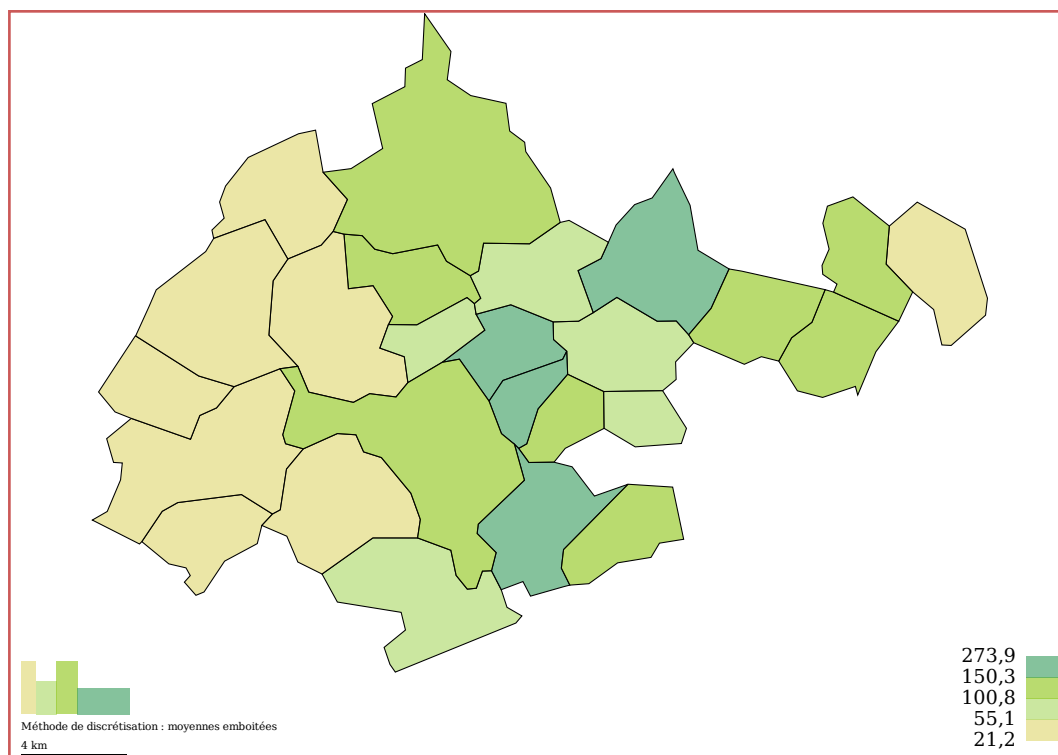 273,9
150,3
100,8
55,1
21,2
Méthode de discrétisation : moyennes emboitées
4 km